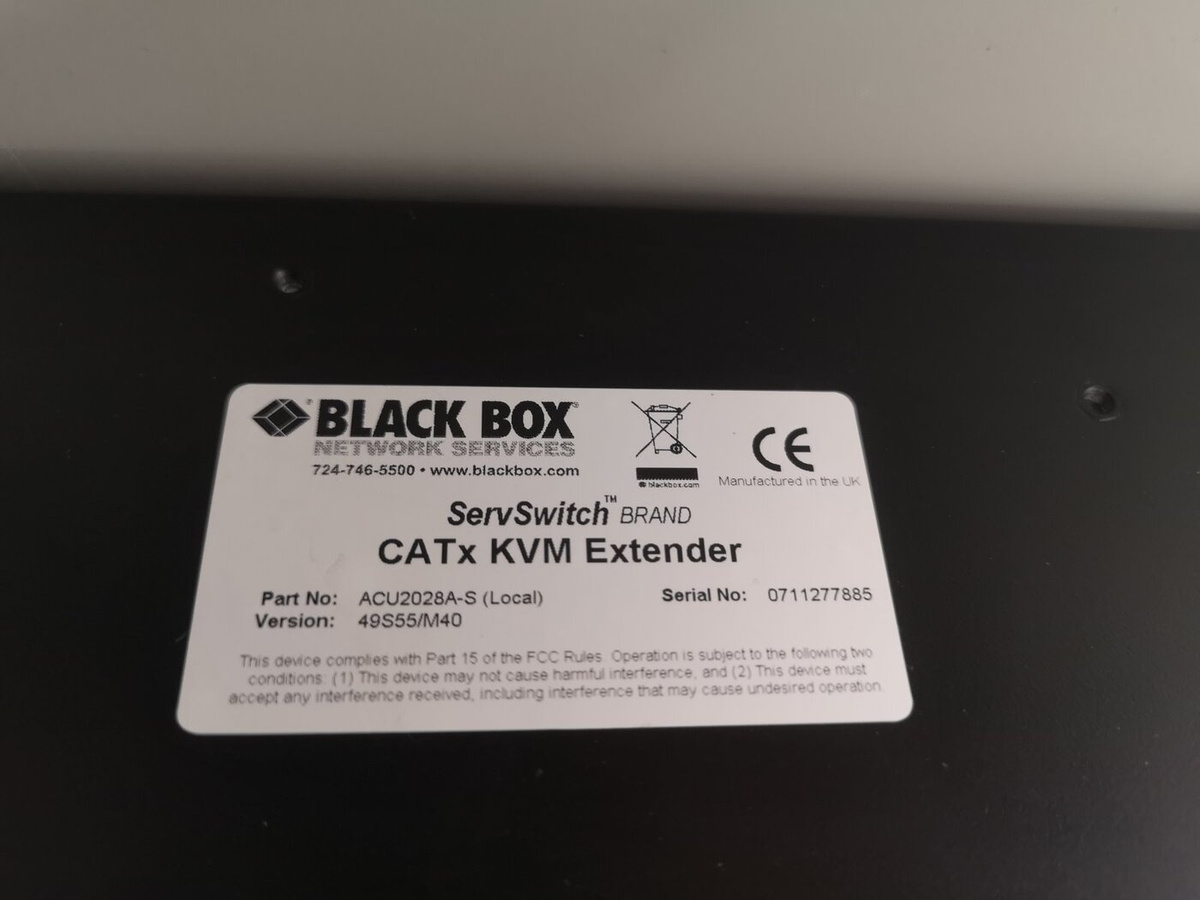 BLACK BOX®
NETWORK SERVICES
724-746-5500 • www.blackbox.com
@ blackbox.com
CE
Manufactured in the UK
ServSwitch™ BRAND
CATx KVM Extender
Part No: ACU2028A-S (Local)
Serial No: 0711277885
Version: 49S55/M40
This device complies with Part 15 of the FCC Rules. Operation is subject to the following two
conditions: (1) This device may not cause harmful interference, and (2) This device must
accept any interference received, including interference that may cause undesired operation.